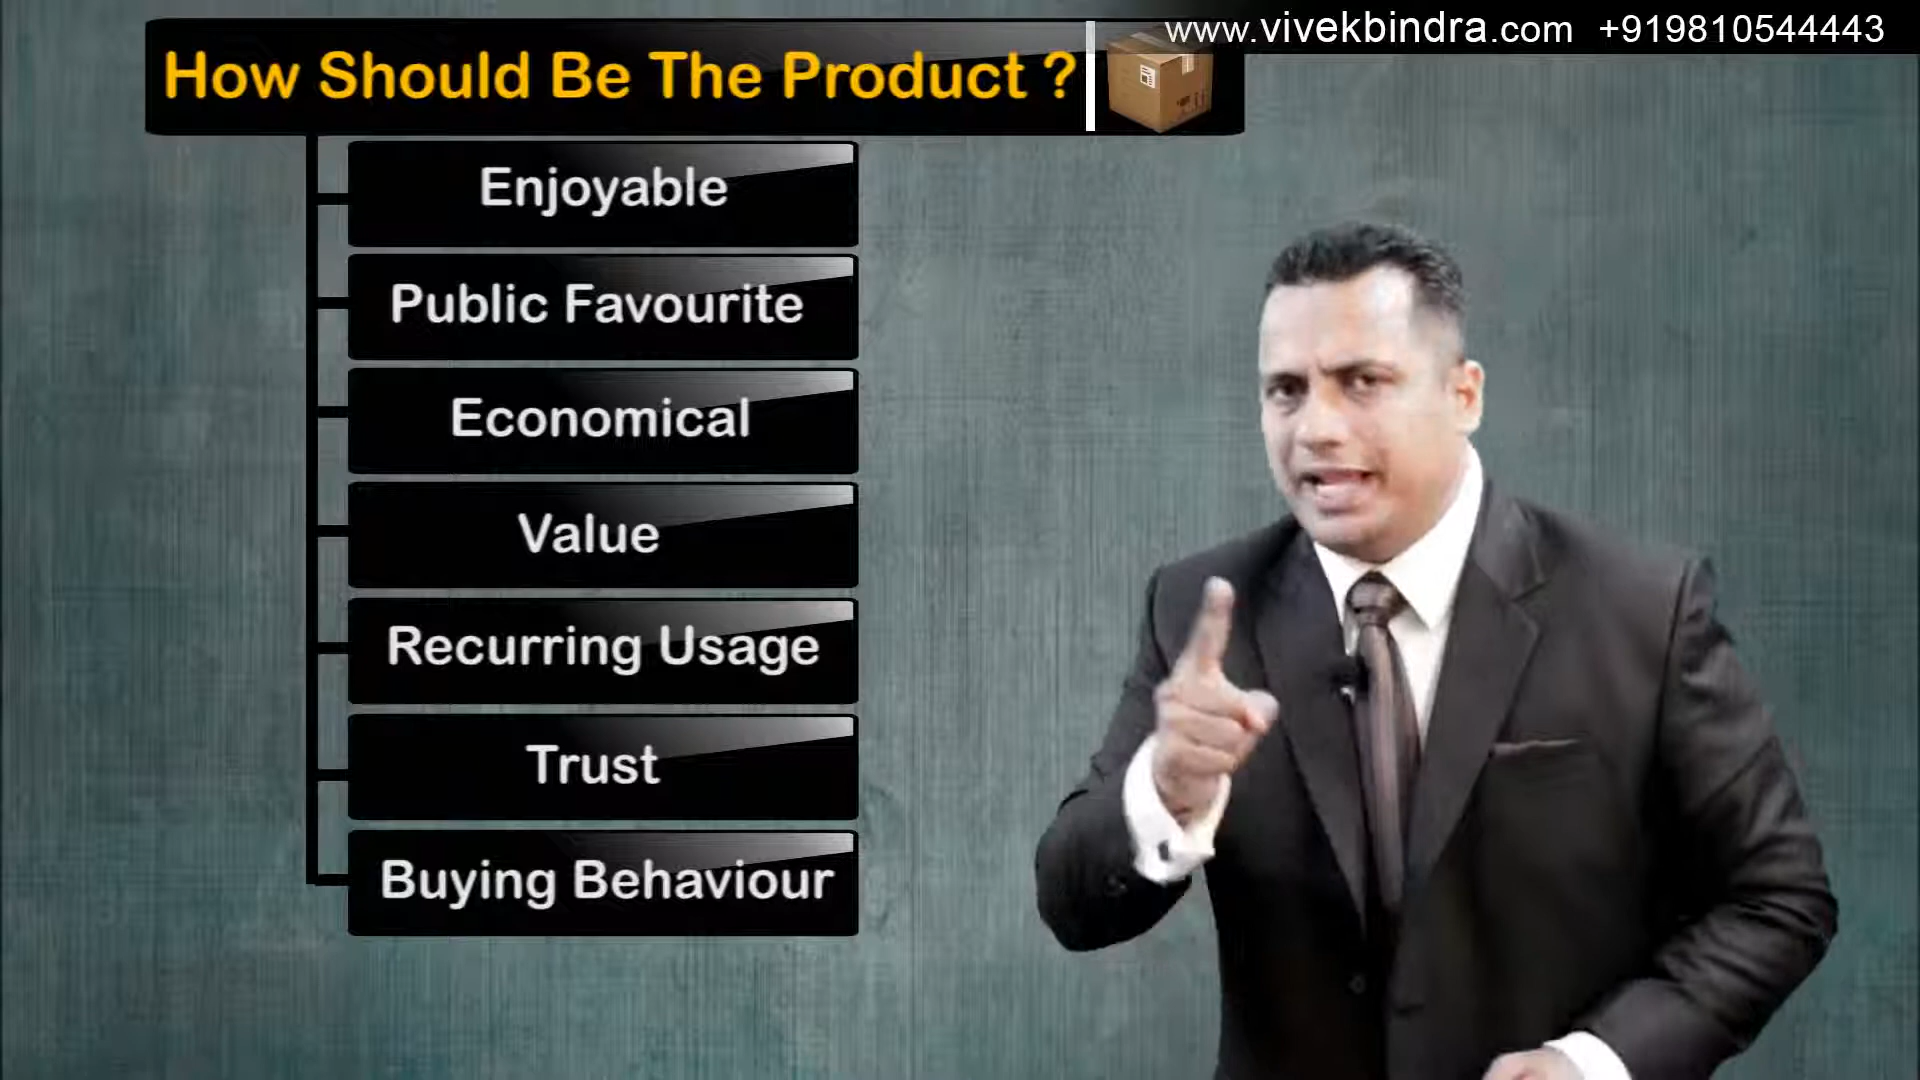 www.vivekbindra.com +919810544443
How Should Be The Product ?
Enjoyable
Public Favourite
Economical
Value
Recurring Usage
Trust
Buying Behaviour